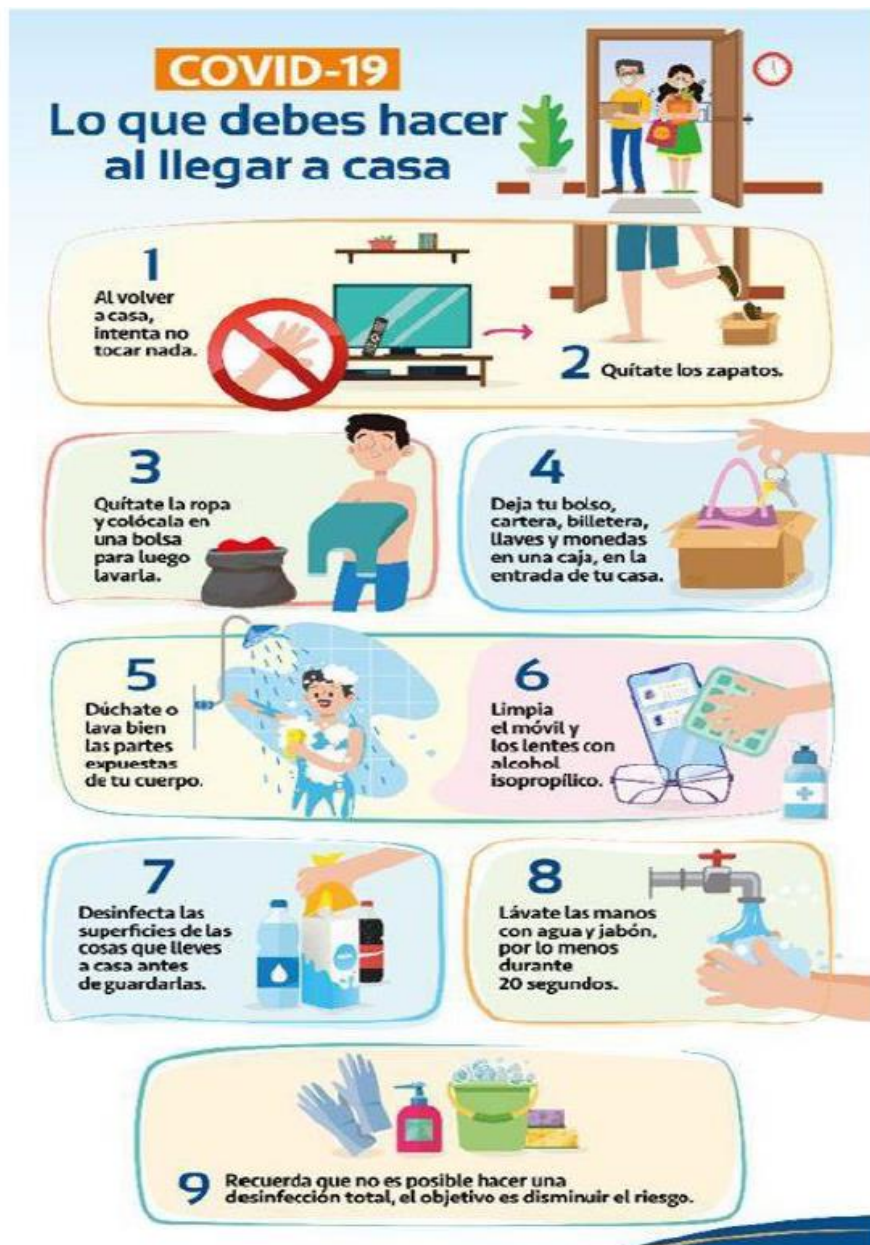 COVID-19
Lo que debes hacer
al llegar a casa
1
Al volver
a casa,
intenta no
tocar nada.
2 Quítate los zapatos.
3
Quítate la ropa
y colócala en
una bolsa
para luego
lavarla.
4
Deja tu bolso,
cartera, billetera,
llaves y monedas
en una caja, en la
entrada de tu casa.
5
Dúchate o
lava bien
las partes
expuestas
de tu cuerpo.
6
Limpia
el móvil y
los lentes con
alcohol
isopropílico.
7
Desinfecta las
superficies de las
cosas que lleves
a casa antes
de guardarlas.
8
Lávate las manos
con agua y jabón,
por lo menos
durante
20 segundos.
9 Recuerda que no es posible hacer una
desinfección total, el objetivo es disminuir el riesgo.